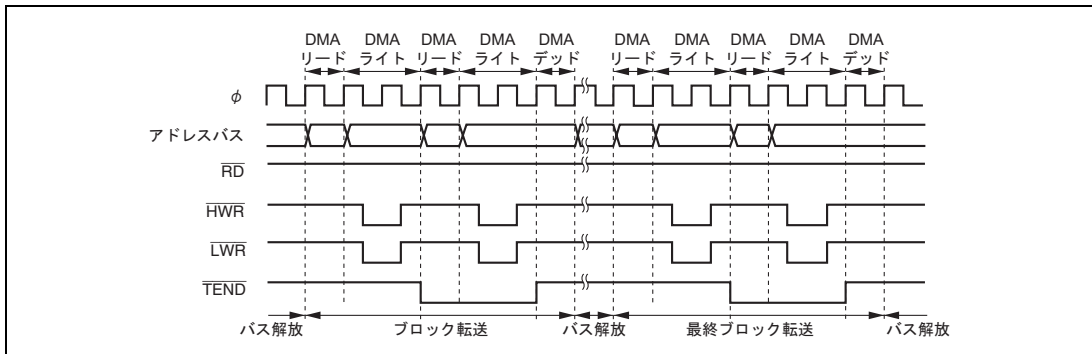 DMA リード DMA ライト DMA リード DMA ライト DMA デッド DMA リード DMA ライト DMA リード DMA ライト DMA デッド
φ
アドレスバス
RD
HWR
LWR
TEND
バス解放 ブロック転送 バス解放 最終ブロック転送 バス解放